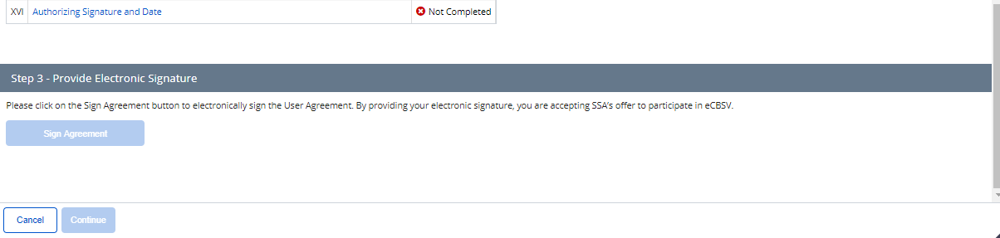 XVI Authorizing Signature and Date Not Completed
Step 3 - Provide Electronic Signature
Please click on the Sign Agreement button to electronically sign the User Agreement. By providing your electronic signature, you are accepting SSA's offer to participate in eCBSV.
Sign Agreement
Cancel Continue